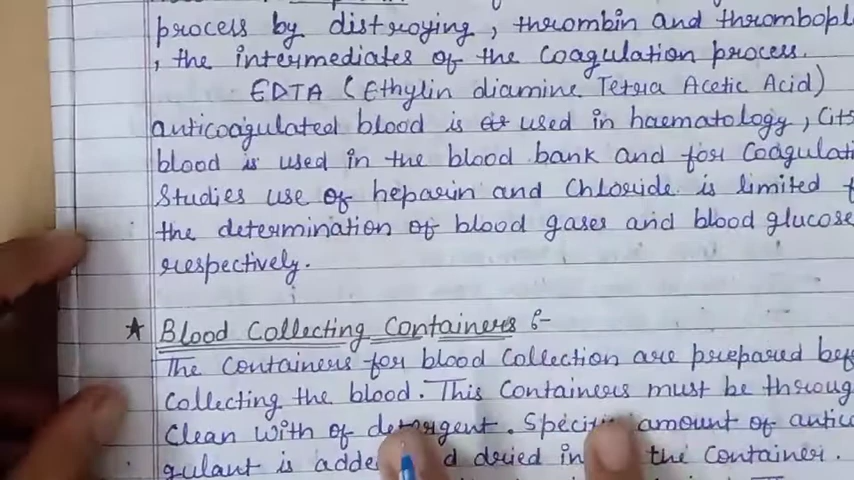 process by distroying, thrombin and thrombopl
, the intermediates of the coagulation process.
EDTA (Ethylin diamine Tetra Acetic Acid)
anticoagulated blood is used in haematology, Cit
blood is used in the blood bank and for Coagulati
Studies use of heparin and Chloride is limited t
the determination of blood gases and blood glucose
respectively.
★ Blood Collecting Containers :-
The Containers for blood Collection are prepared bef
Collecting the blood. This Containers must be throug
Clean with of detergent. Specific amount of antico
gulant is added d dried in the Container.